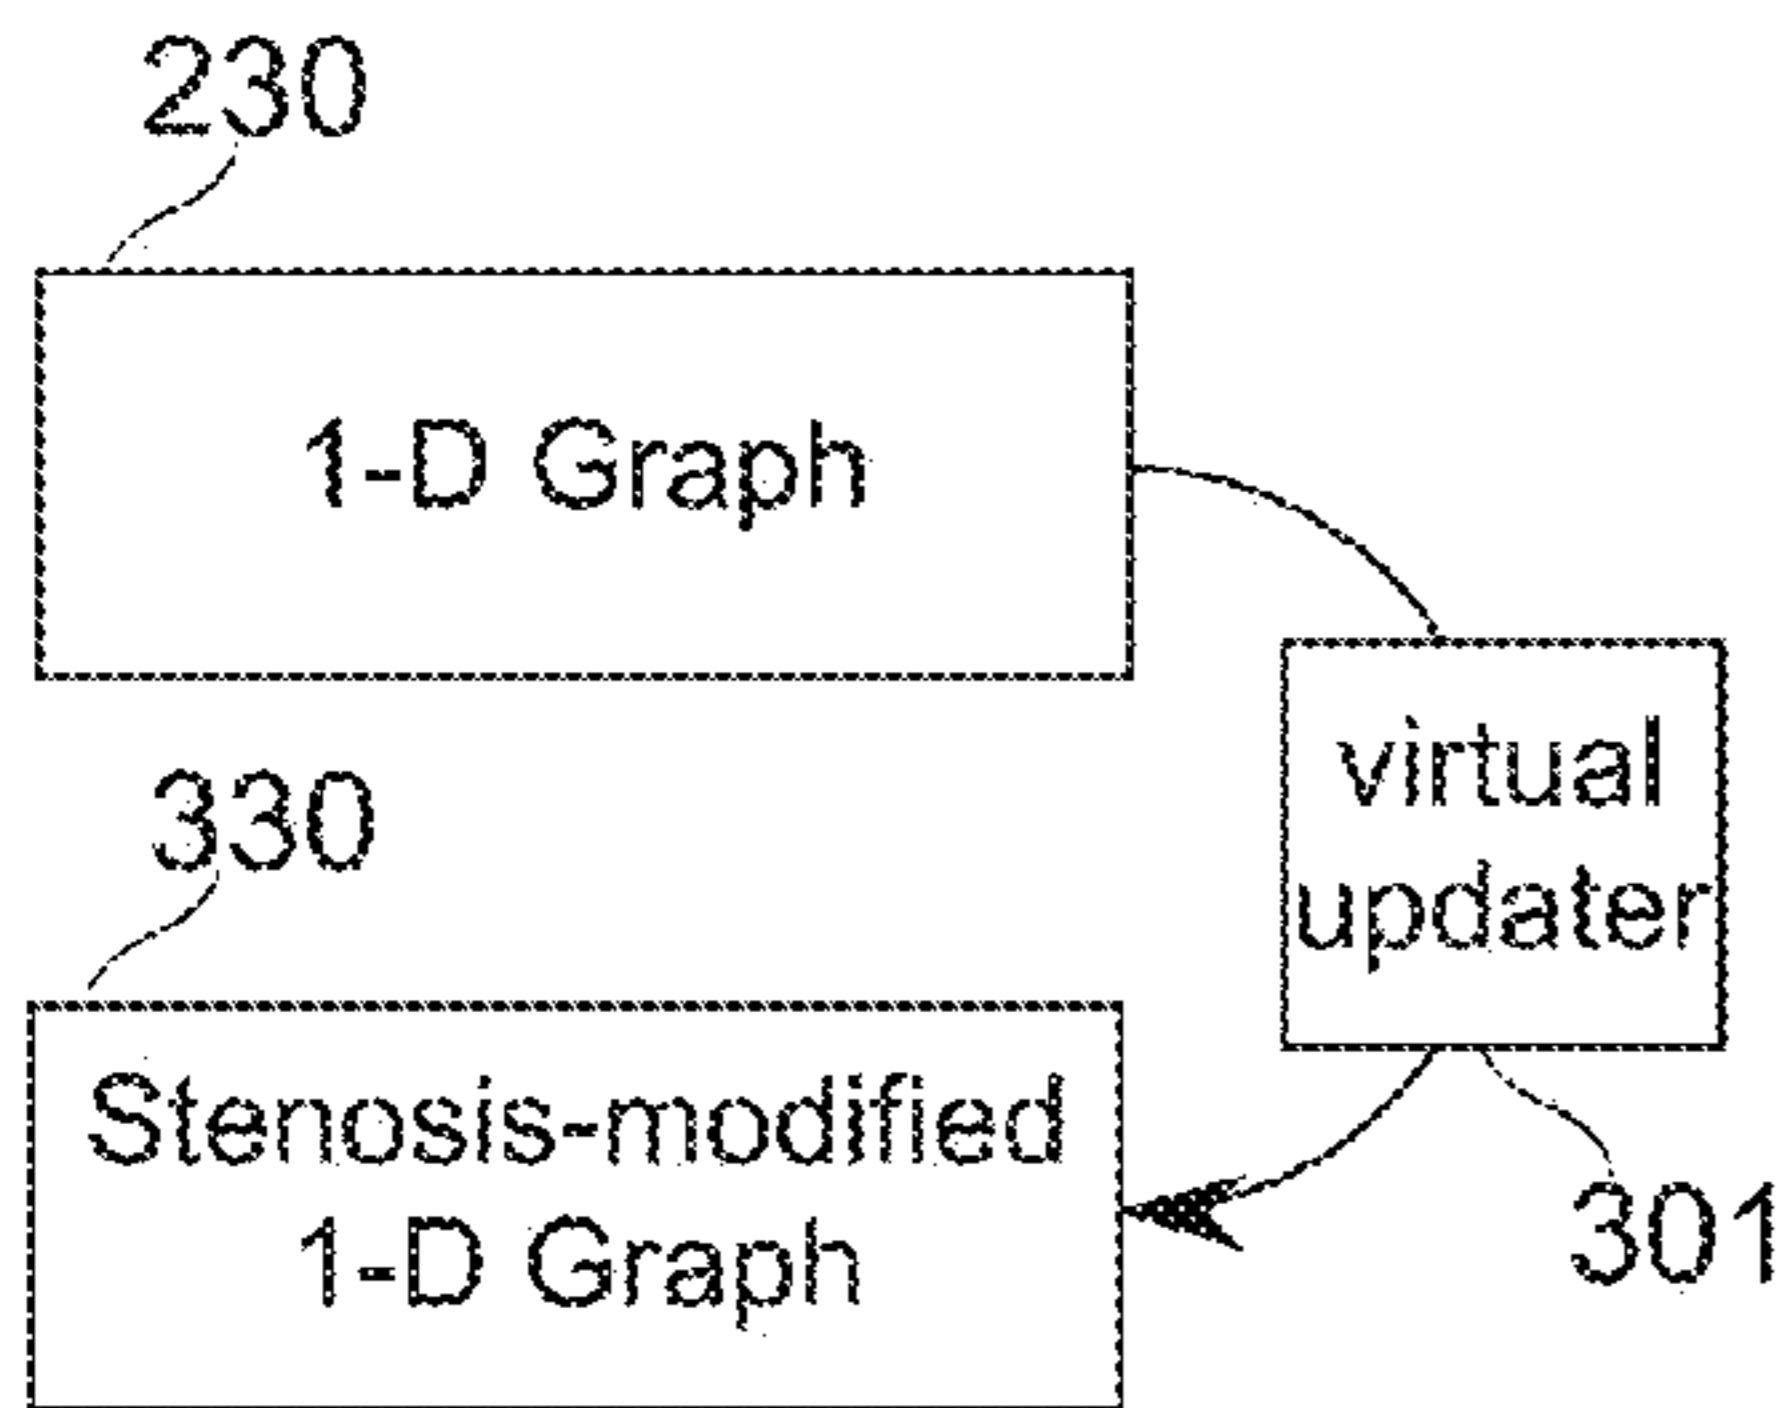 230
1-D Graph
virtual
updater
330
Stenosis-modified
1-D Graph
301